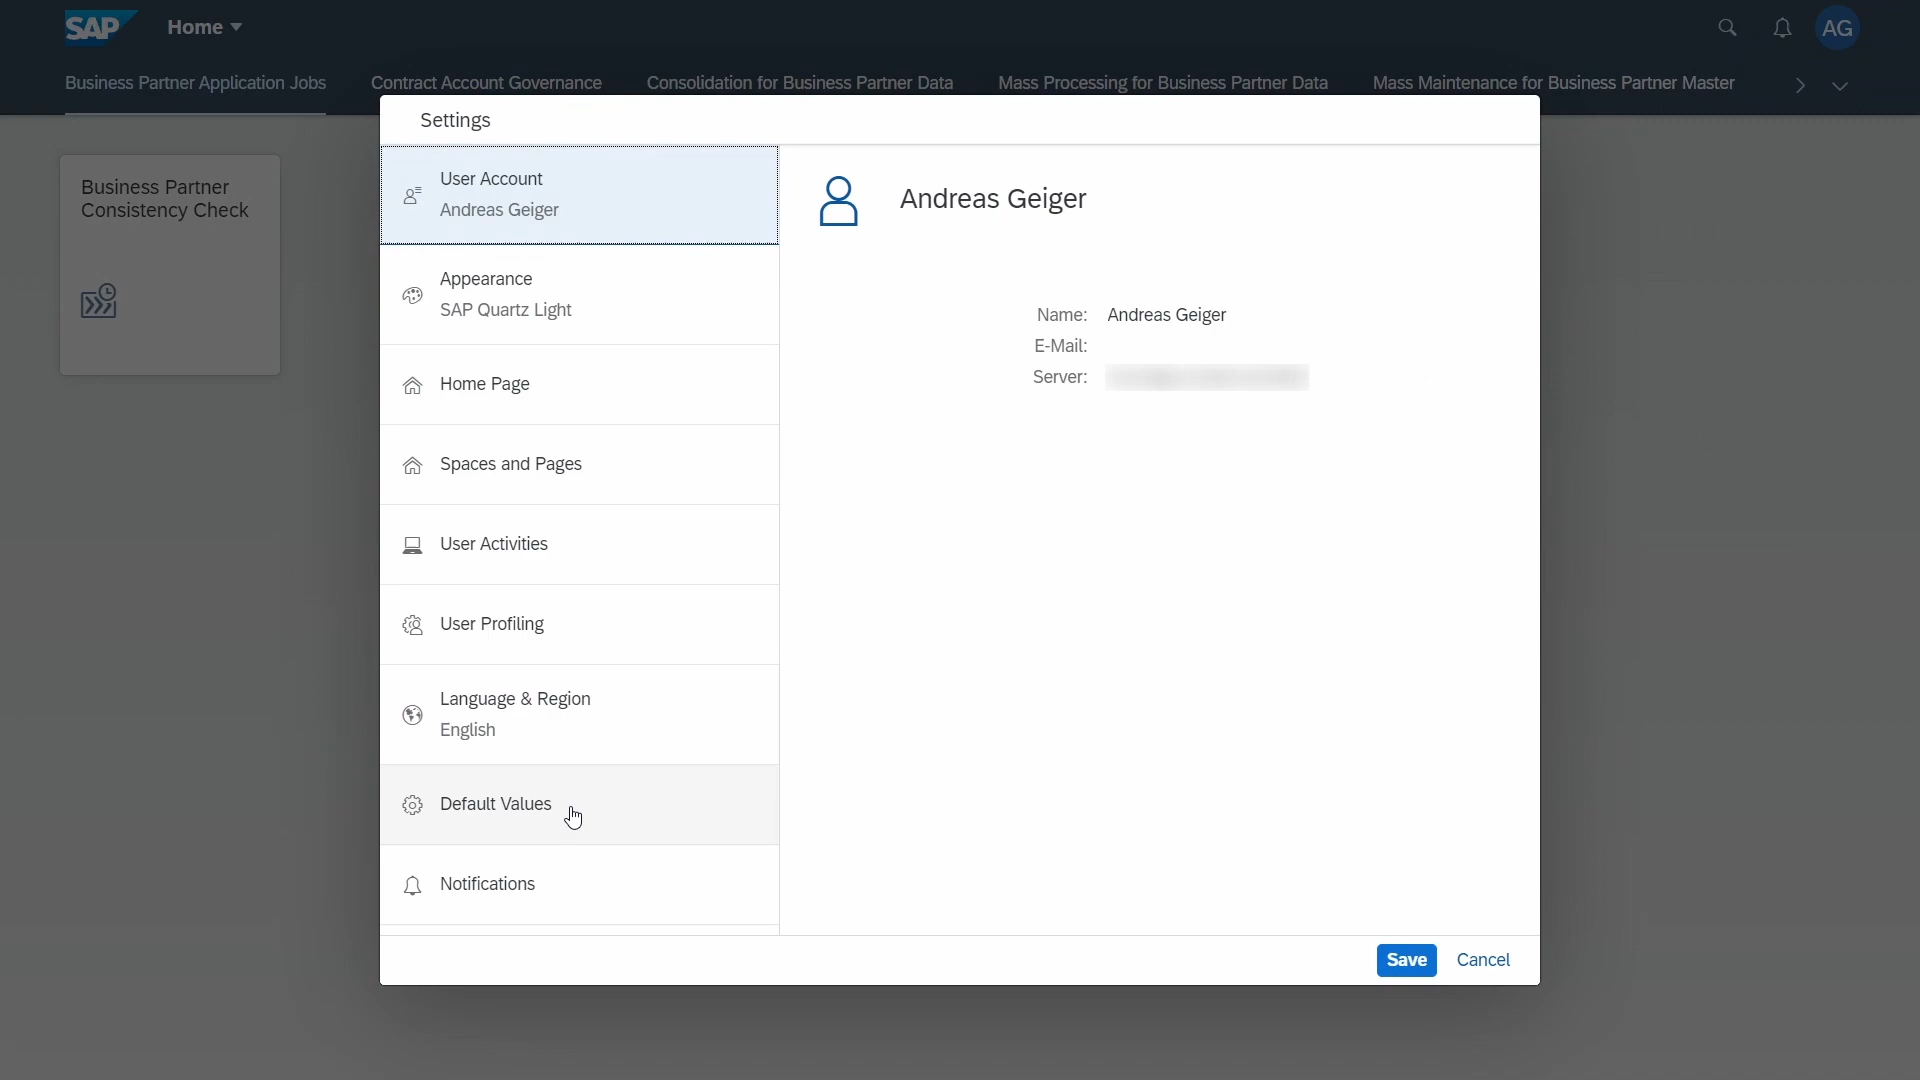 SAP
Home
AG
Business Partner Application Jobs
Contract Account Governance
Consolidation for Business Partner Data
Mass Processing for Business Partner Data
Mass Maintenance for Business Partner Master
Business Partner
Consistency Check
Settings
User Account
Andreas Geiger
Appearance
SAP Quartz Light
Home Page
Spaces and Pages
User Activities
User Profiling
Language & Region
English
Default Values
Notifications
Andreas Geiger
Name: Andreas Geiger
E-Mail:
Server:
Save
Cancel